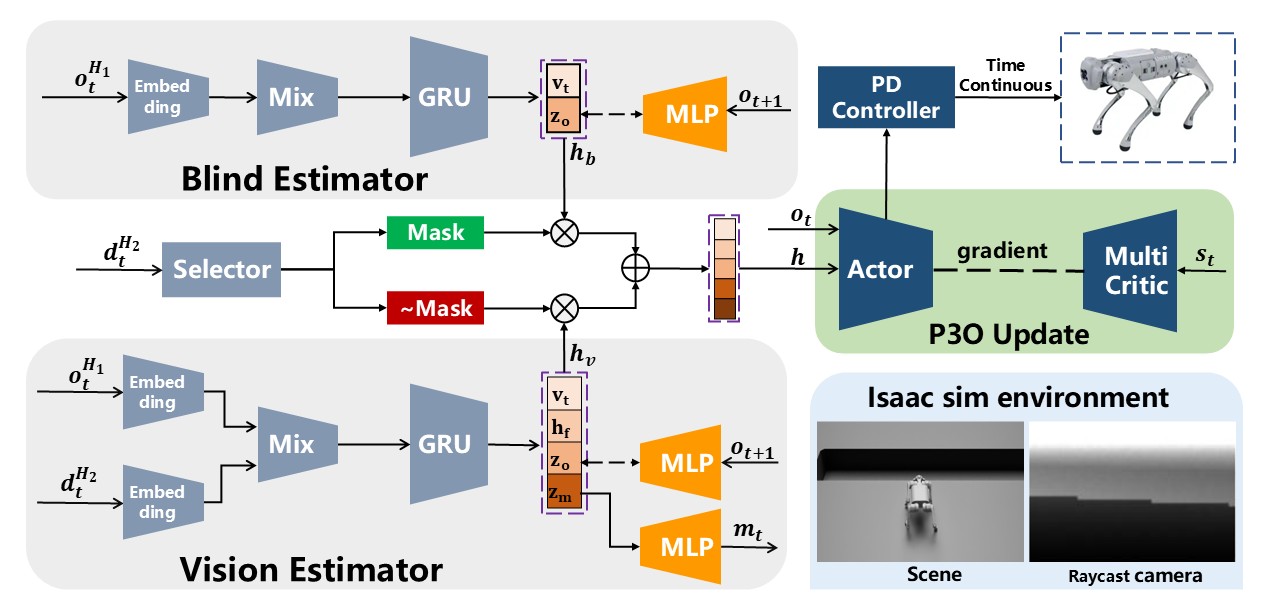 o_t^{H_1}
Embed
ding
Mix
GRU
v_t
z_o
MLP
o_{t+1}
h_b
Blind Estimator
PD
Controller
Time
Continuous
d_t^{H_2}
Selector
Mask
~Mask
o_t
h
Actor
gradient
Multi
Critic
s_t
P3O Update
h_v
o_t^{H_1}
Embed
ding
d_t^{H_2}
Embed
ding
Mix
GRU
v_t
h_f
z_o
z_m
MLP
o_{t+1}
MLP
m_t
Vision Estimator
Isaac sim environment
Scene
Raycast camera